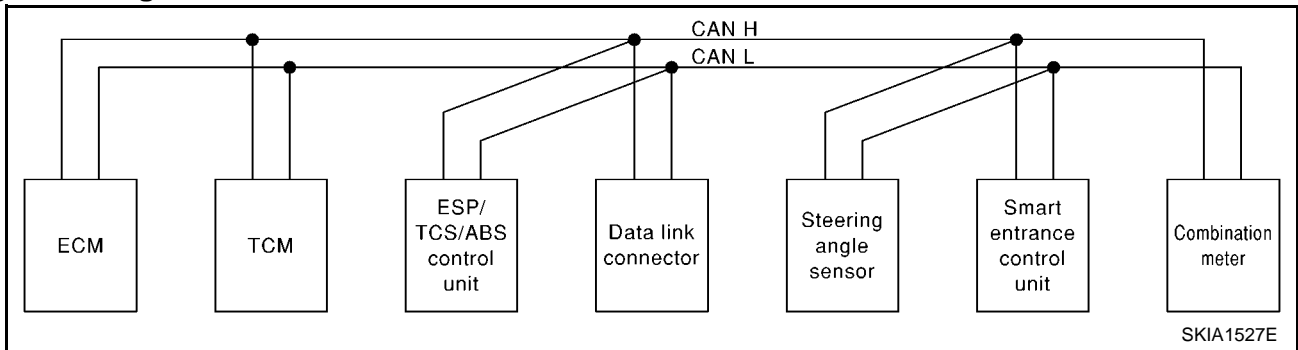 CAN H
CAN L
ECM
TCM
ESP/
TCS/ABS
control
unit
Data link
connector
Steering
angle
sensor
Smart
entrance
control
unit
Combination
meter
SKIA1527E